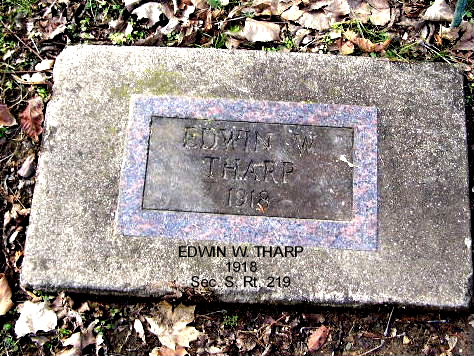 EDWIN W.
THARP
1918
EDWIN W. THARP
1918
Sec. S. Rt. 219